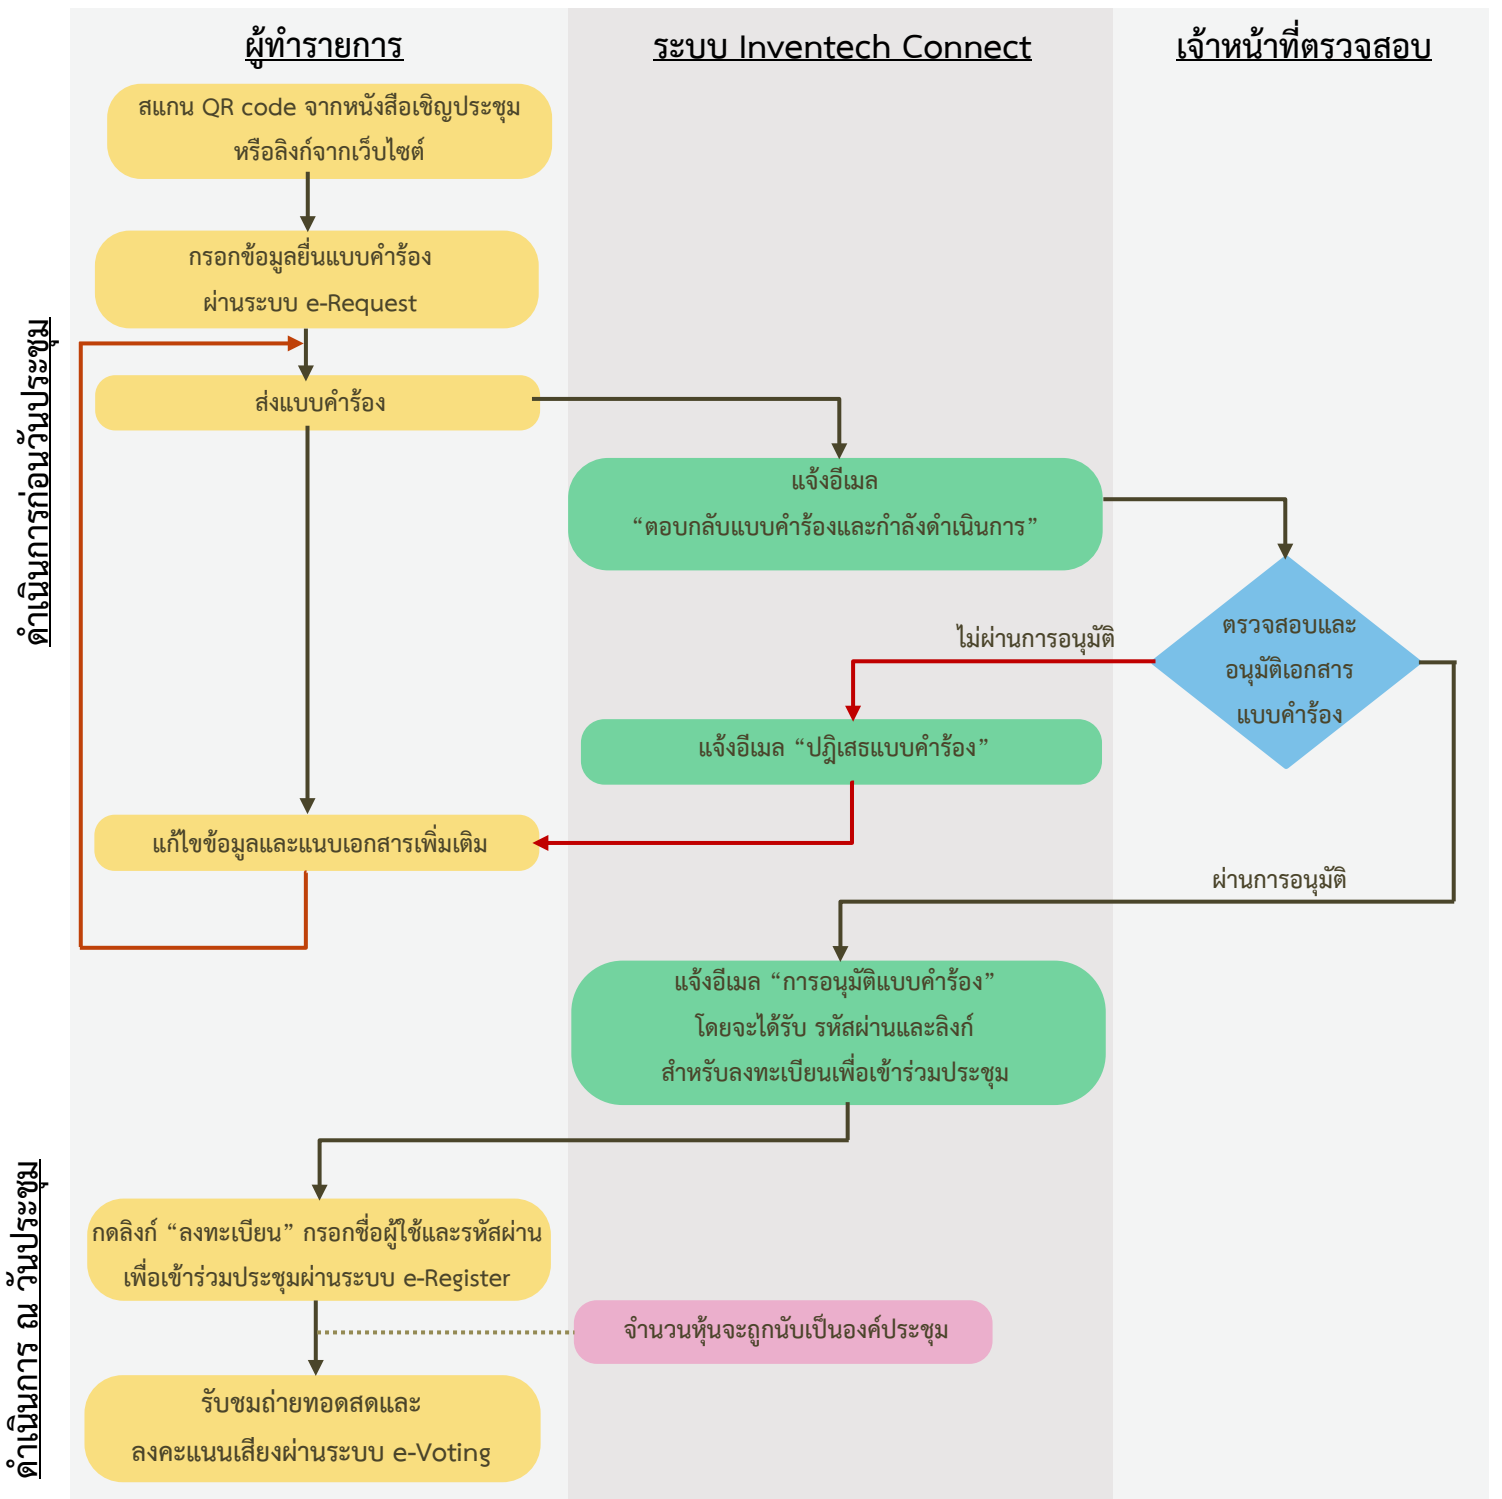 ผู้ทำรายการ
ระบบ Inventech Connect
เจ้าหน้าที่ตรวจสอบ
ดำเนินการก่อนวันประชุม
สแกน QR code จากหนังสือเชิญประชุม
หรือลิงก์จากเว็บไซต์
กรอกข้อมูลยื่นแบบคำร้อง
ผ่านระบบ e-Request
ส่งแบบคำร้อง
แจ้งอีเมล
“ตอบกลับแบบคำร้องและกำลังดำเนินการ”
ตรวจสอบและ
อนุมัติเอกสาร
แบบคำร้อง
ไม่ผ่านการอนุมัติ
แจ้งอีเมล “ปฎิเสธแบบคำร้อง”
แก้ไขข้อมูลและแนบเอกสารเพิ่มเติม
ผ่านการอนุมัติ
แจ้งอีเมล “การอนุมัติแบบคำร้อง”
โดยจะได้รับ รหัสผ่านและลิงก์
สำหรับลงทะเบียนเพื่อเข้าร่วมประชุม
ดำเนินการ ณ วันประชุม
กดลิงก์ “ลงทะเบียน” กรอกชื่อผู้ใช้และรหัสผ่าน
เพื่อเข้าร่วมประชุมผ่านระบบ e-Register
จำนวนหุ้นจะถูกนับเป็นองค์ประชุม
รับชมถ่ายทอดสดและ
ลงคะแนนเสียงผ่านระบบ e-Voting